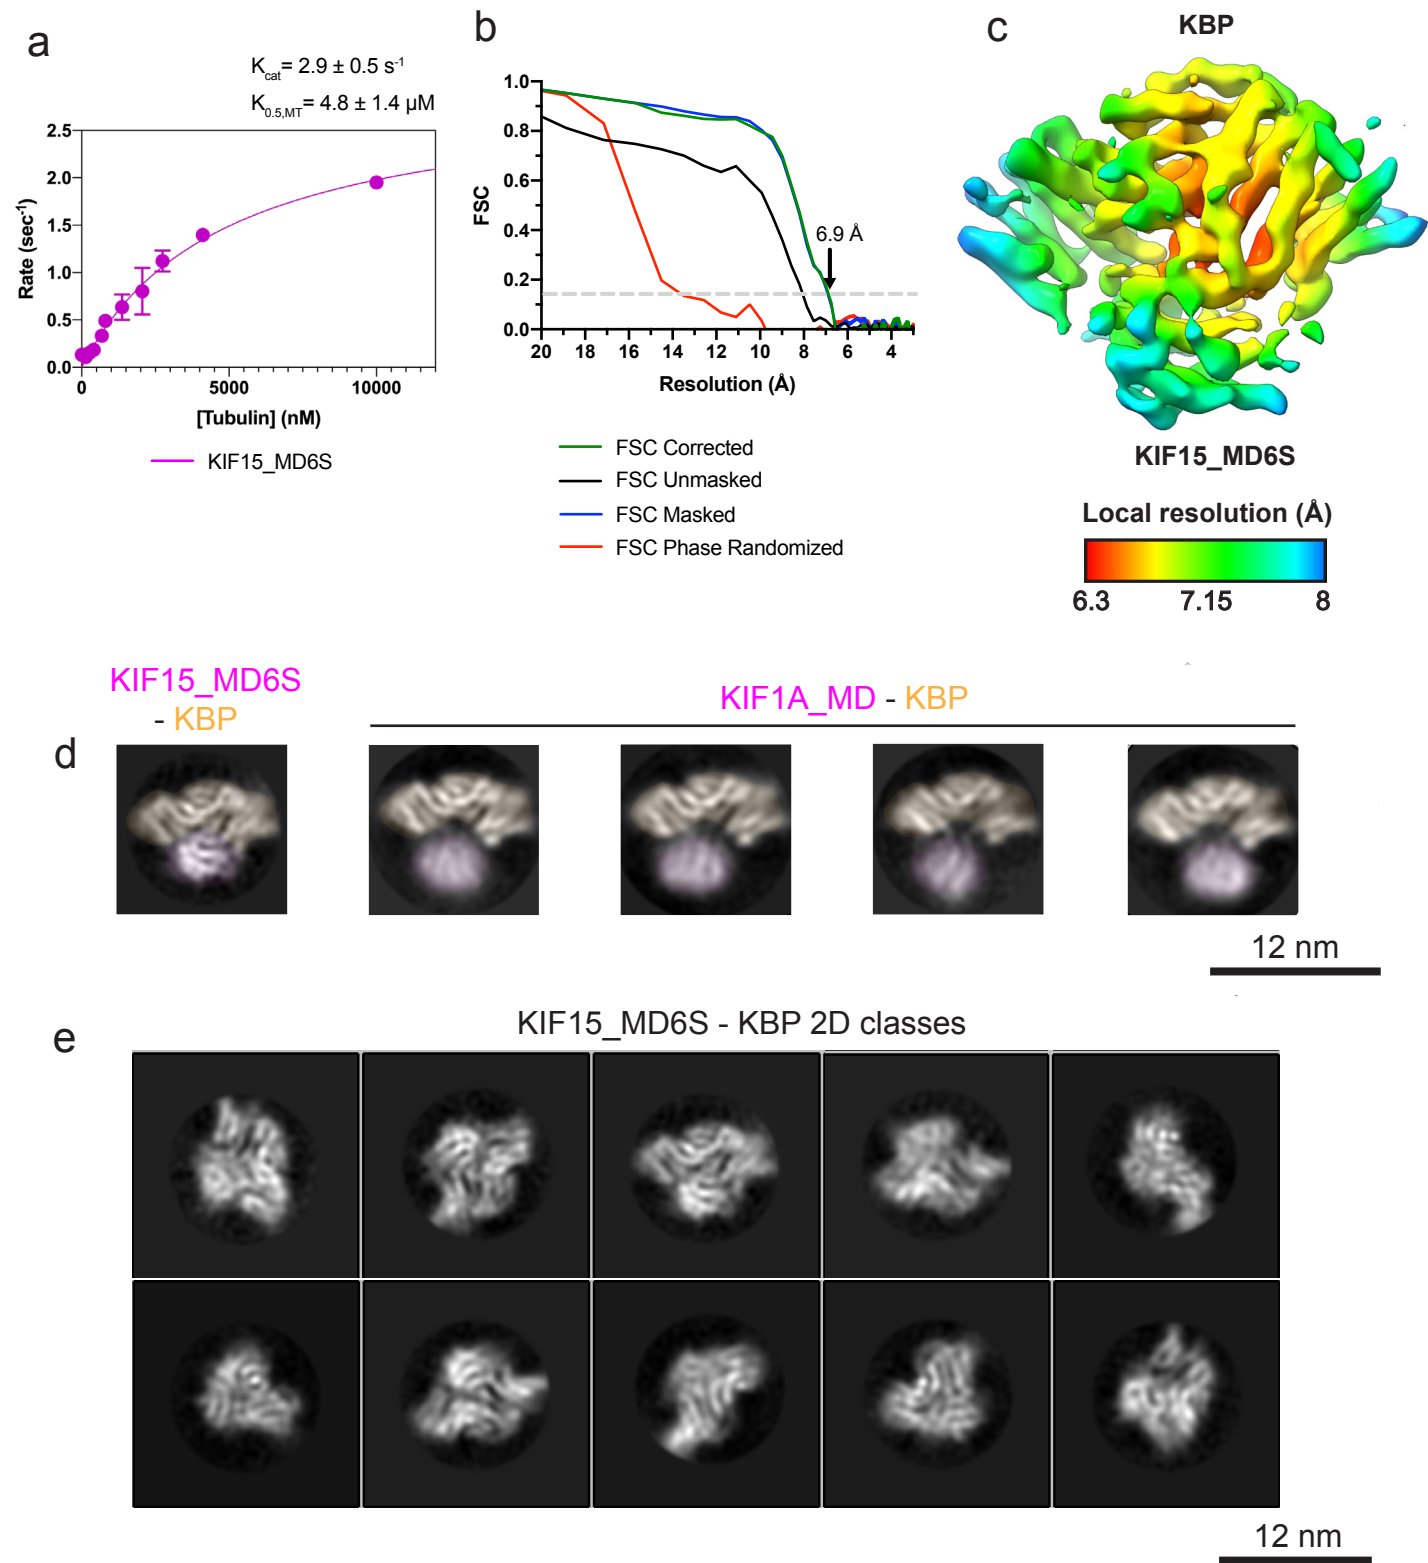 a
K_cat= 2.9 ± 0.5 s⁻¹
K_0.5,MT= 4.8 ± 1.4 µM
2.5
2.0
1.5
1.0
0.5
0.0
0
5000
10000
Rate (sec⁻¹)
[Tubulin] (nM)
KIF15_MD6S
b
1.0
0.8
0.6
0.4
0.2
0.0
FSC
6.9 Å
20
18
16
14
12
10
8
6
4
Resolution (Å)
FSC Corrected
FSC Unmasked
FSC Masked
FSC Phase Randomized
c
KBP
KIF15_MD6S
Local resolution (Å)
6.3
7.15
8
d
KIF15_MD6S
- KBP
KIF1A_MD - KBP
12 nm
e
KIF15_MD6S - KBP 2D classes
12 nm